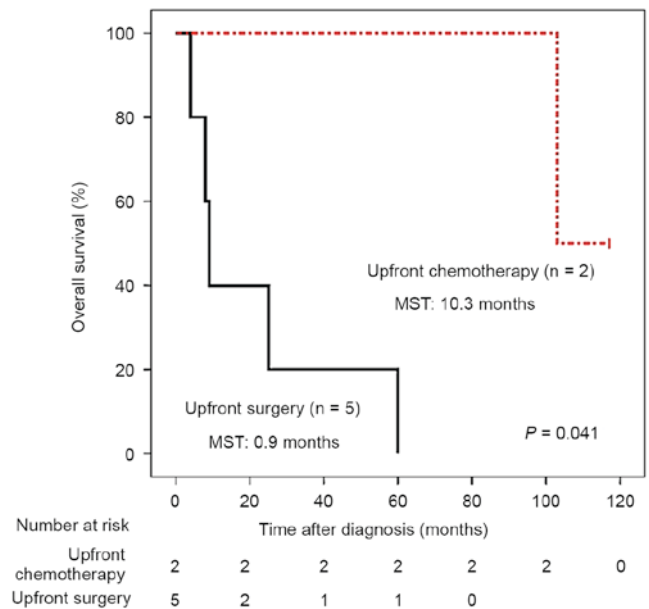 100
80
60
40
20
0
Overall survival (%)
Upfront chemotherapy (n = 2)
MST: 10.3 months
Upfront surgery (n = 5)
MST: 0.9 months
P = 0.041
0 20 40 60 80 100 120
Time after diagnosis (months)
Number at risk
Upfront
chemotherapy 2 2 2 2 2 2 0
Upfront surgery 5 2 1 1 0